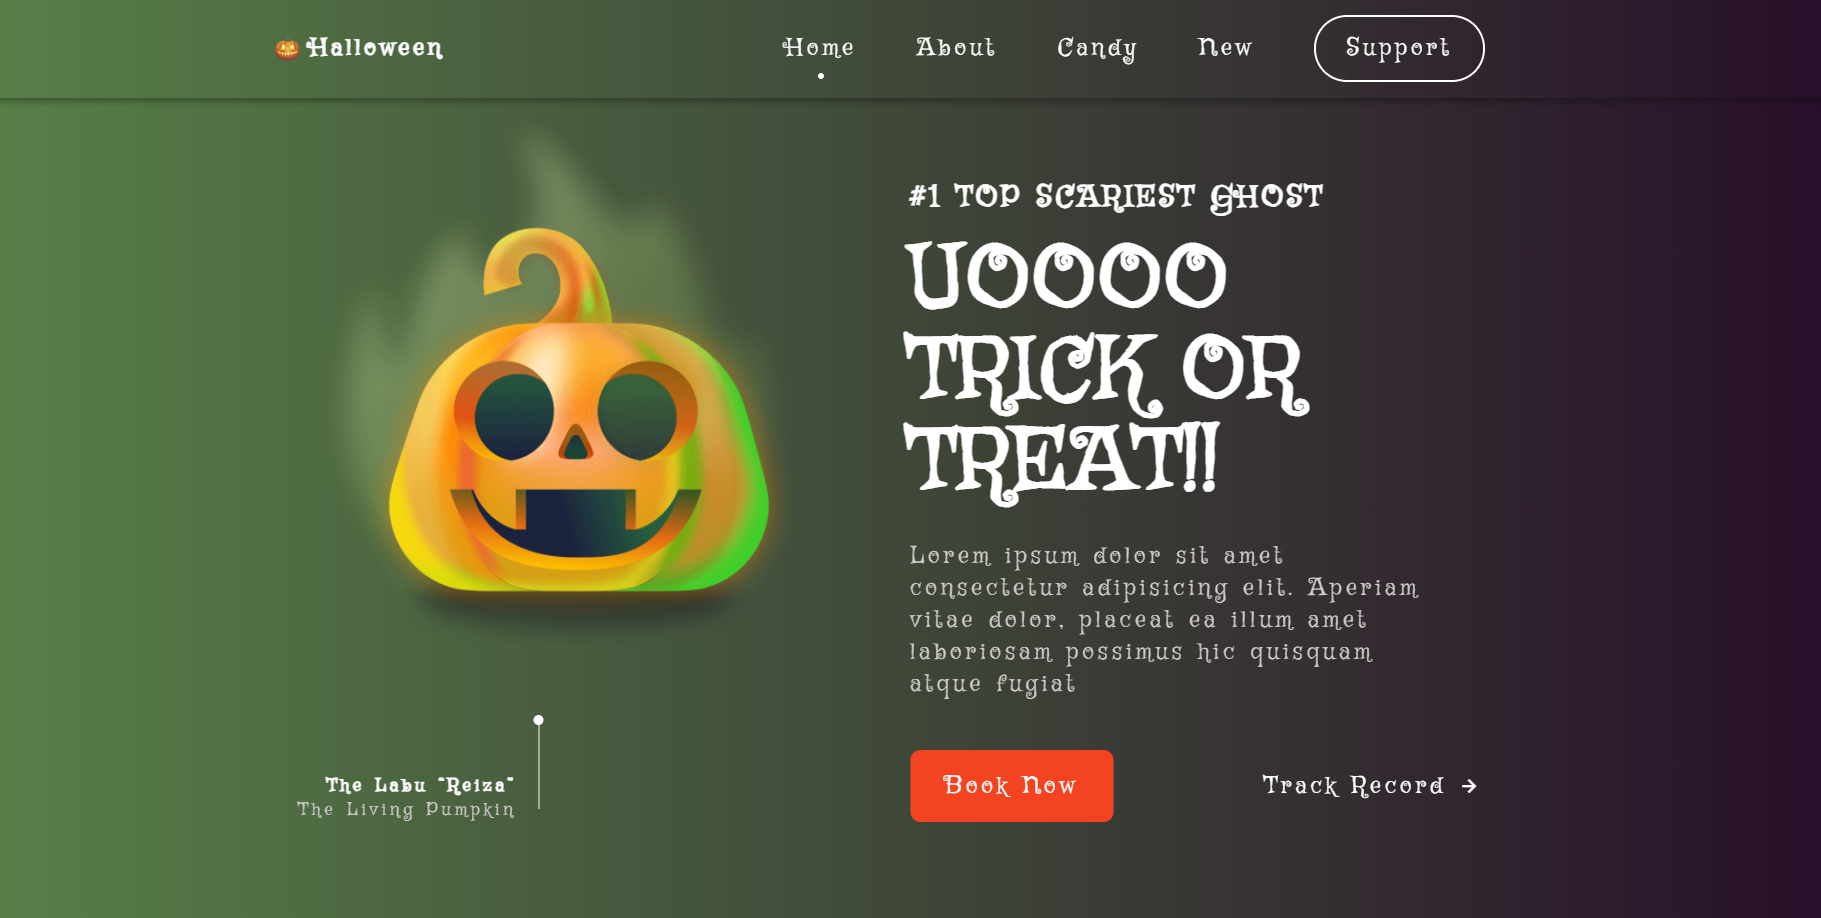 Halloween
Home
About
Candy
New
Support
#1 TOP SCARIEST GHOST
UOOOO
TRICK OR
TREAT!!
Lorem ipsum dolor sit amet
consectetur adipisicing elit. Aperiam
vitae dolor, placeat ea illum amet
laboriosam possimus hic quisquam
atque fugiat
The Labu "Reiza"
The Living Pumpkin
Book Now
Track Record →